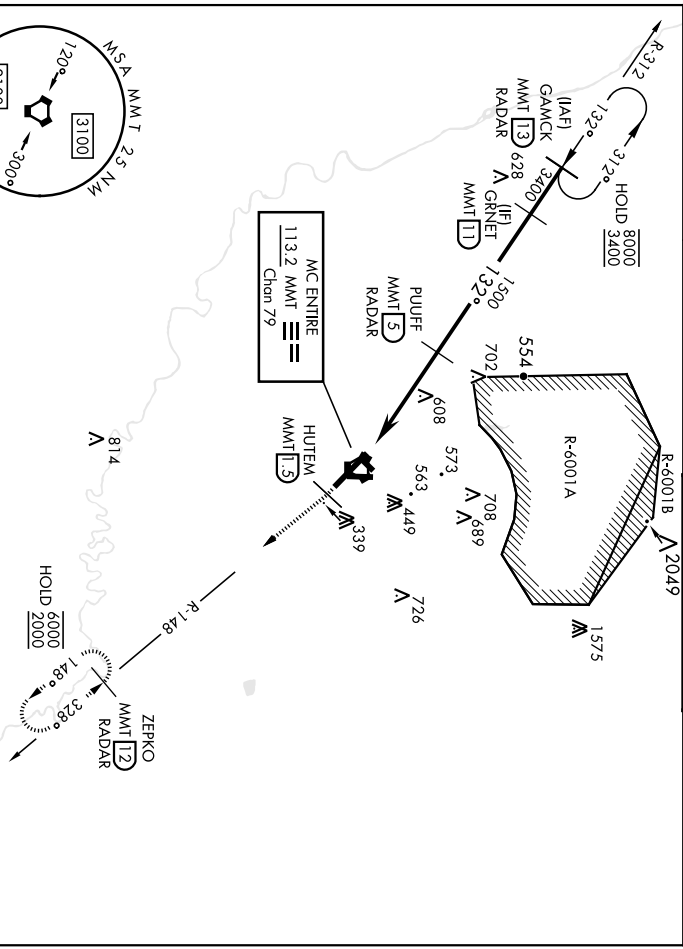 R-312
132°
312°
HOLD 8000
3400
(IAF)
GAMCK
MMT 13
RADAR
3400
628
(IF)
GRNET
MMT 11
1500
132°
PUUFF
MMT 5
RADAR
MC ENTIRE
113.2 MMT
Chan 79
HUTEM
MMT 1.5
608
702
554
R-6001A
R-6001B
2049
1575
573
563
708
689
449
339
726
814
R-148
HOLD 6000
2000
148°
328°
ZEPKO
MMT 12
RADAR
MSA MMT 25 NM
120°
3100
300°